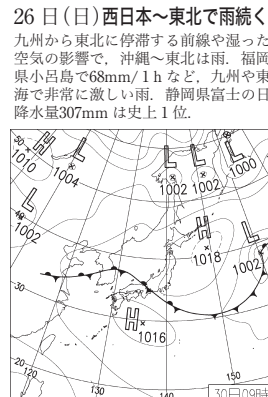 26日(日)西日本〜東北で雨続く
九州から東北に停滞する前線や湿った
空気の影響で，沖縄〜東北は雨．福岡
県小呂島で68mm/1hなど，九州や東
海で非常に激しい雨．静岡県富士の日
降水量307mmは史上1位．
50
H
1010
L
1004
L
1002
L
1002
L
1000
L
40
1002
H
1018
L
1002
30
H
1016
20
120
130
140
150
30日09時